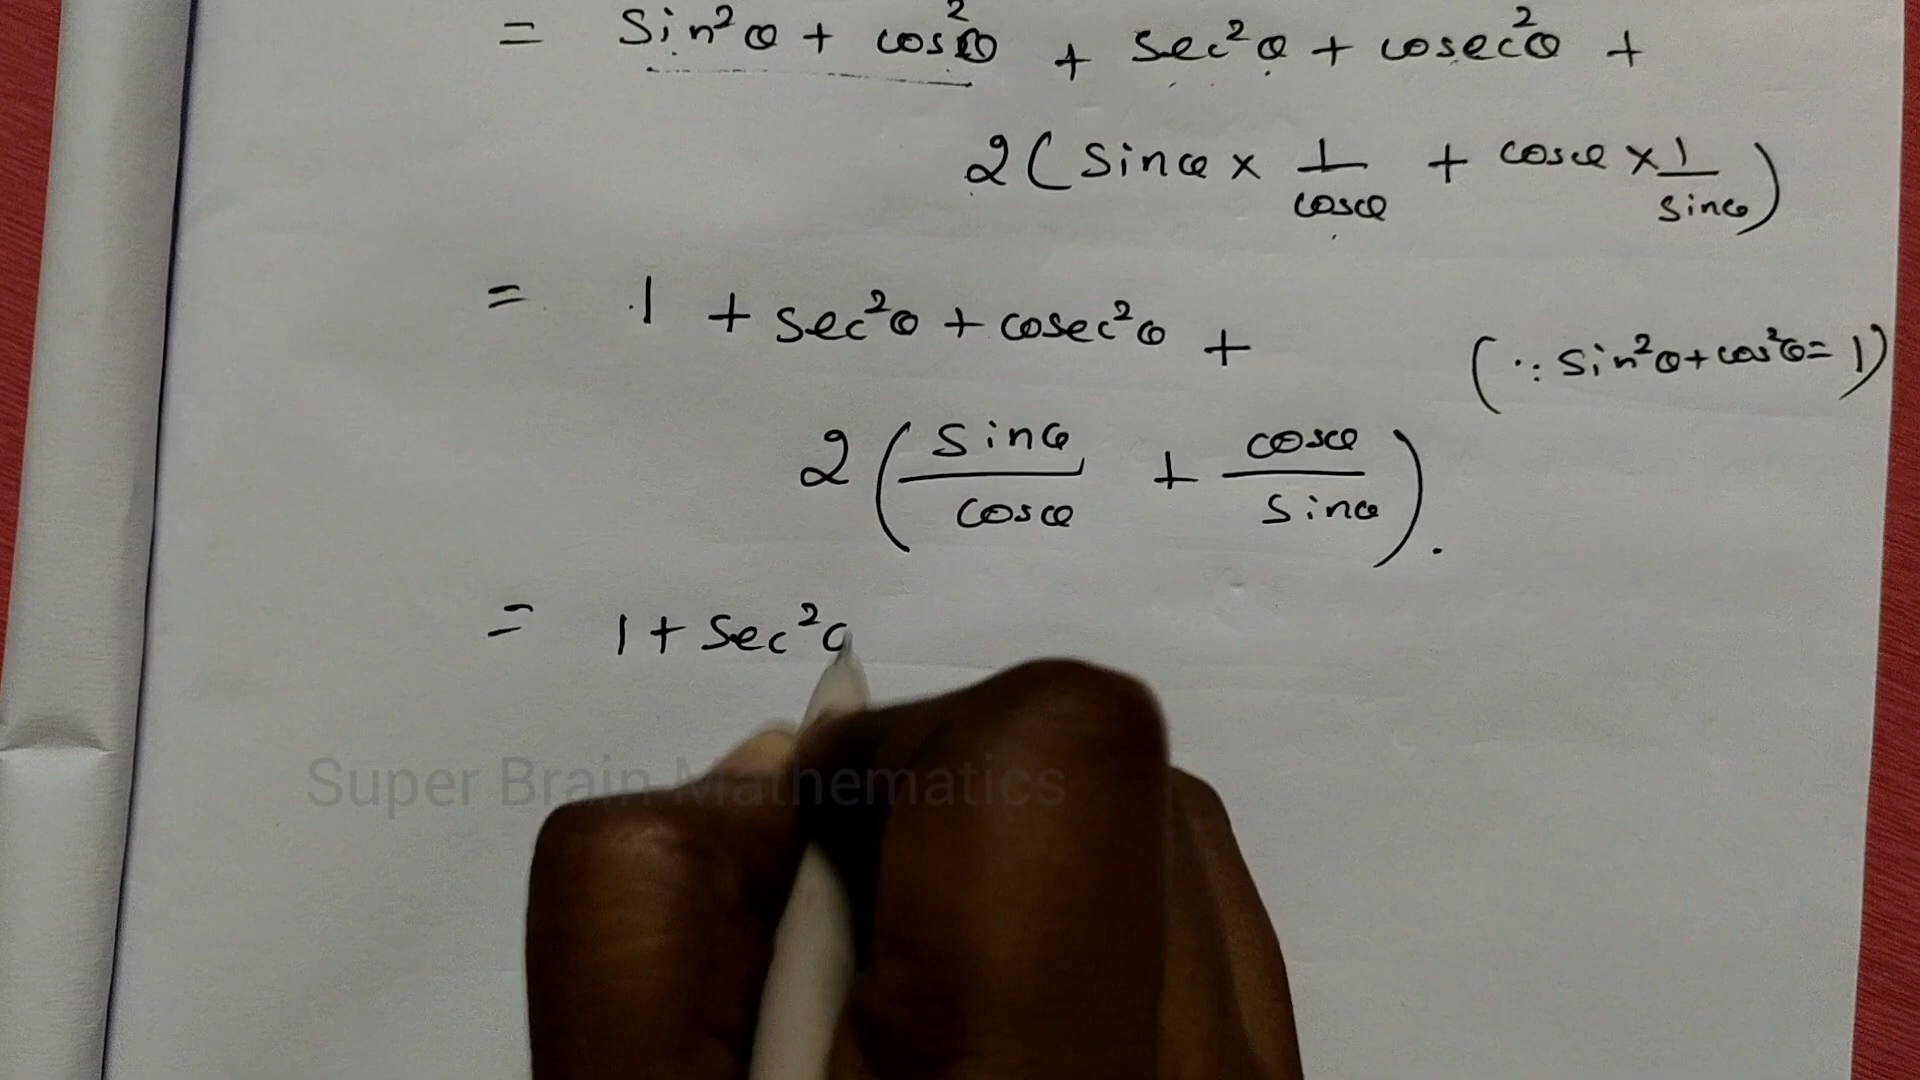 = Sin²θ + cos²θ + Sec²θ + cosec²θ +
2 ( Sinθ × 1/cosθ + cosθ × 1/sinθ )
= 1 + sec²θ + cosec²θ +
(∵ Sin²θ + cos²θ = 1)
2 ( Sinθ/cosθ + cosθ/Sinθ ).
= 1 + Sec²θ
Super Brain Mathematics